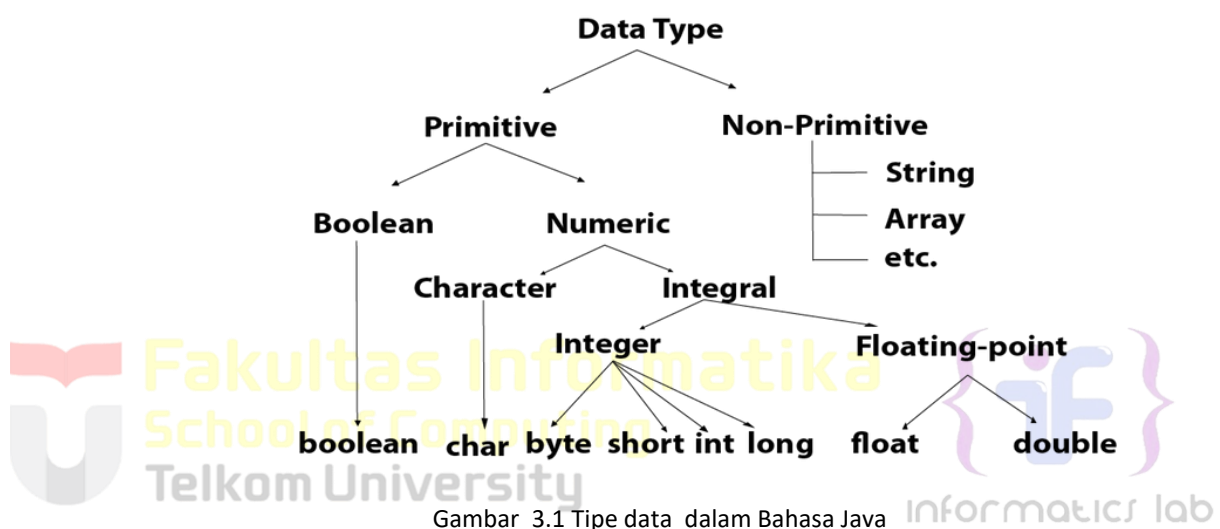 Data Type
Primitive
Non-Primitive
String
Array
etc.
Boolean
Numeric
Character
Integral
Integer
Floating-point
boolean
char
byte
short
int
long
float
double
Fakultas Informatika
School of Computing
Telkom University
if
informatics lab
Gambar 3.1 Tipe data dalam Bahasa Java